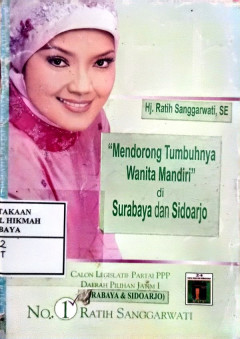 Hj. Ratih Sanggarwati, SE
"Mendorong Tumbuhnya
Wanita Mandiri"
di
Surabaya dan Sidoarjo
TAKAAN
L HIKMAH
BAYA
2
T
CALON LEGISLATIF PARTAI PPP
DAERAH PILIHAN JATIM I
RABAYA & SIDOARJO)
NO. 1 RATIH SANGGARWATI